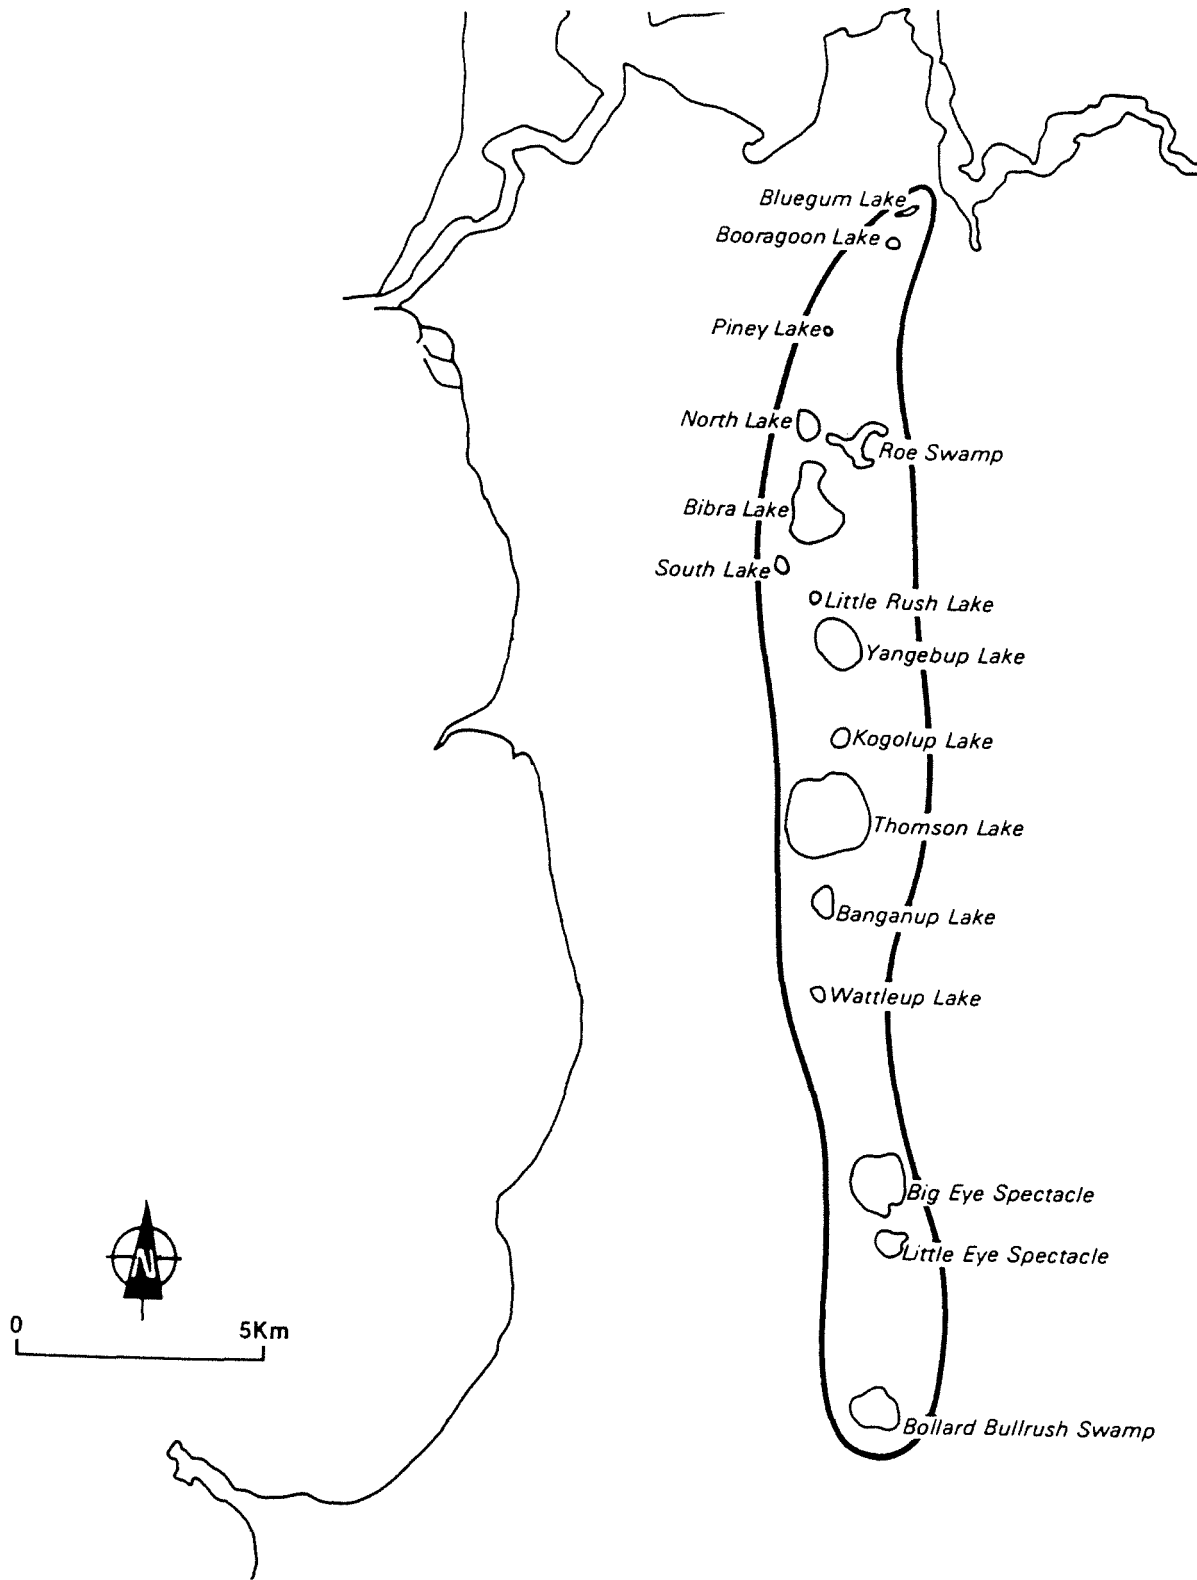 Bluegum Lake
Booragoon Lake
Piney Lake
North Lake
Roe Swamp
Bibra Lake
South Lake
Little Rush Lake
Yangebup Lake
Kogolup Lake
Thomson Lake
Banganup Lake
Wattleup Lake
Big Eye Spectacle
Little Eye Spectacle
N
0 5Km
Bollard Bullrush Swamp